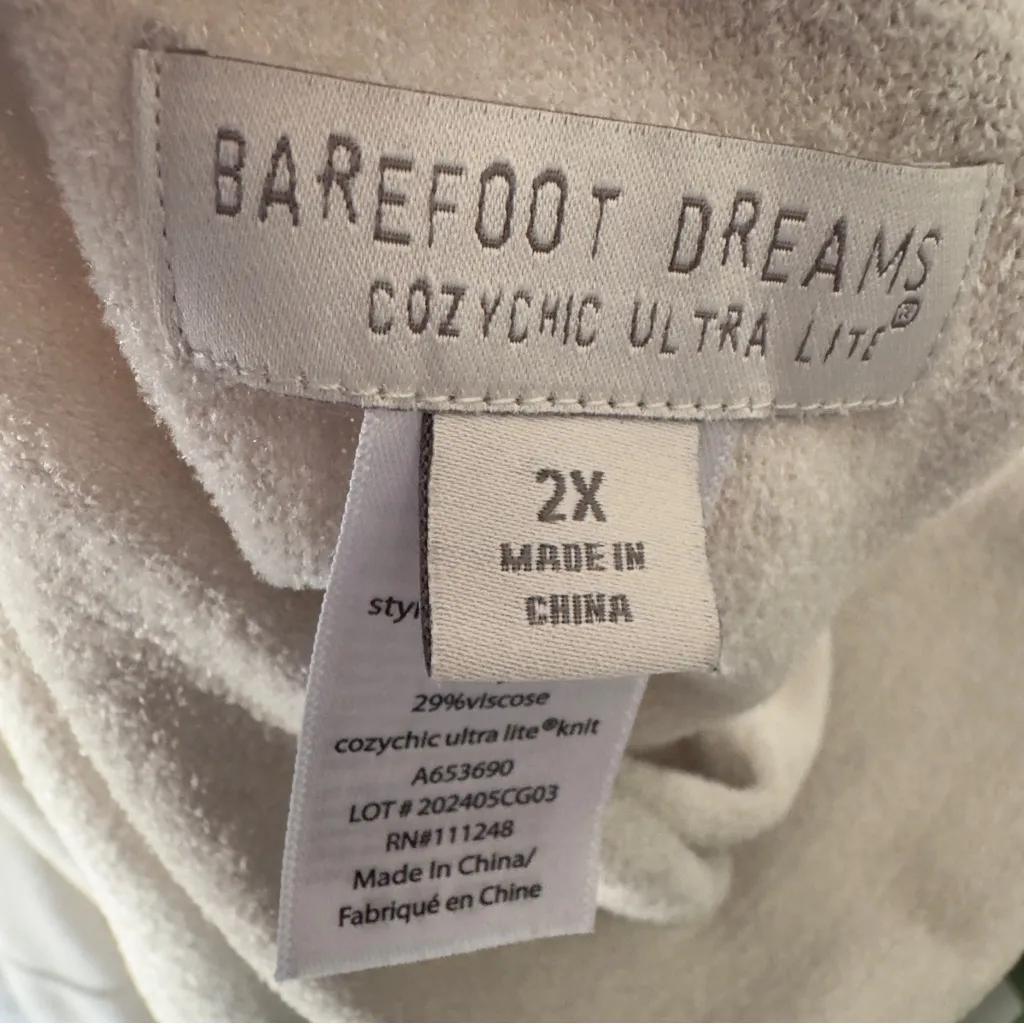 BAREFOOT DREAMS
COZYCHIC ULTRA LITE®
2X
MADE IN
CHINA
29%viscose
cozychic ultra lite®knit
A653690
LOT # 202405CG03
RN#111248
Made In China/
Fabriqué en Chine